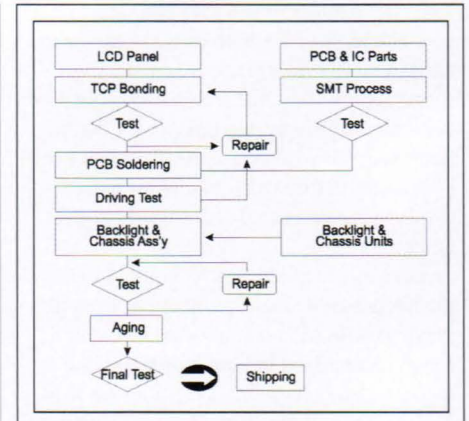 LCD Panel
PCB & IC Parts
TCP Bonding
SMT Process
Test
Test
Repair
PCB Soldering
Driving Test
Backlight &
Chassis Ass'y
Backlight &
Chassis Units
Test
Repair
Aging
Final Test
Shipping